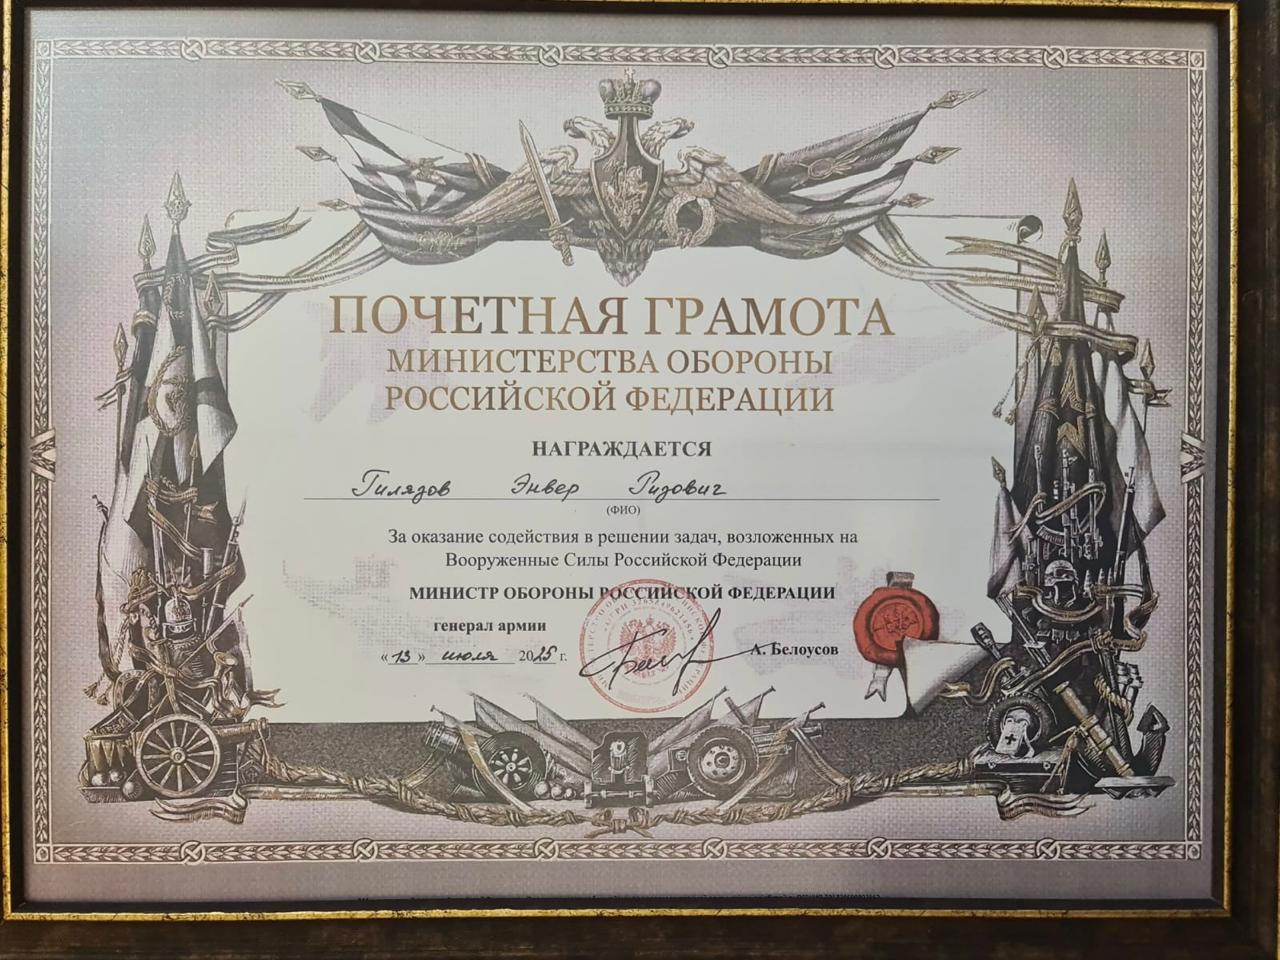 ПОЧЕТНАЯ ГРАМОТА
МИНИСТЕРСТВА ОБОРОНЫ
РОССИЙСКОЙ ФЕДЕРАЦИИ
НАГРАЖДАЕТСЯ
Гилязов Энвер Ризович
(ФИО)
За оказание содействия в решении задач, возложенных на
Вооруженные Силы Российской Федерации
МИНИСТР ОБОРОНЫ РОССИЙСКОЙ ФЕДЕРАЦИИ
генерал армии
А. Белоусов
«13» июля 2025 г.